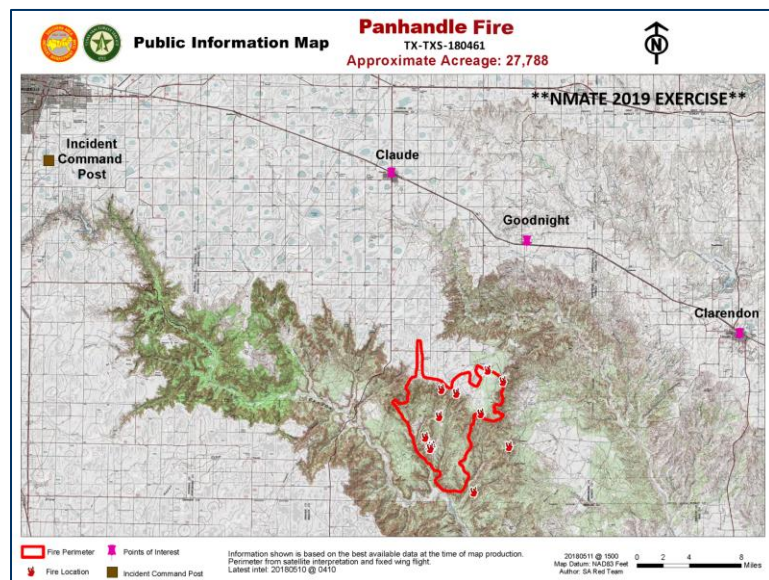 Public Information Map
Panhandle Fire
TX-TXS-180461
Approximate Acreage: 27,788
N
**NMATE 2019 EXERCISE**
Incident
Command
Post
Claude
Goodnight
Clarendon
Fire Perimeter
Points of Interest
Fire Location
Incident Command Post
Information shown is based on the best available data at the time of map production.
Perimeter from satellite interpretation and fixed wing flight.
Latest intel: 20180510 @ 0410
20180511 @ 1500
Map Datum: NAD83 Feet
Author: SA Red Team
0 2 4 8
Miles